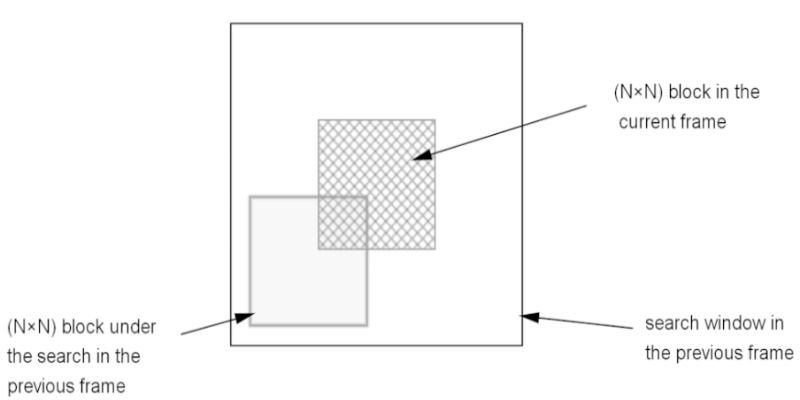 (N×N) block in the
current frame
(N×N) block under
the search in the
previous frame
search window in
the previous frame